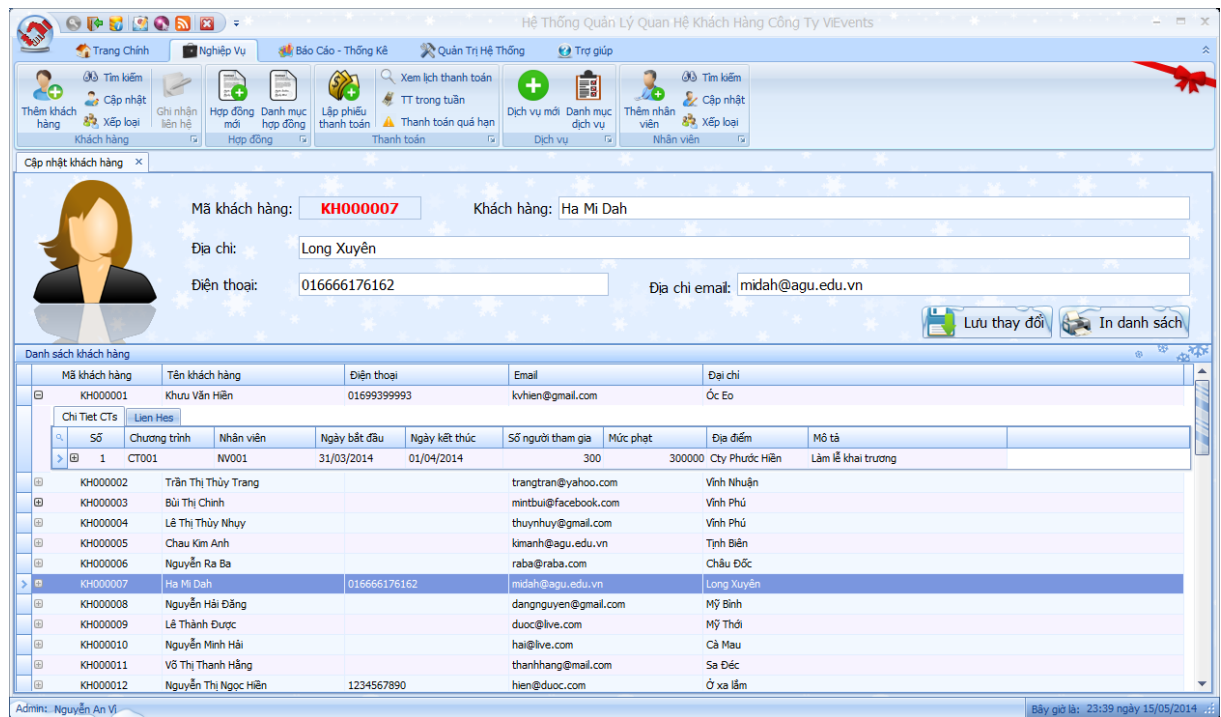 Hệ Thống Quản Lý Quan Hệ Khách Hàng Công Ty ViEvents
Trang Chính Nghiệp Vụ Báo Cáo - Thống Kê Quản Trị Hệ Thống Trợ giúp
Thêm khách hàng Tìm kiếm Cập nhật Xếp loại Ghi nhận liên hệ Hợp đồng mới Danh mục hợp đồng Lập phiếu thanh toán Xem lịch thanh toán TT trong tuần Thanh toán quá hạn Dịch vụ mới Danh mục dịch vụ Thêm nhân viên Tìm kiếm Cập nhật Xếp loại
Khách hàng Hợp đồng Thanh toán Dịch vụ Nhân viên
Cập nhật khách hàng
Mã khách hàng: KH000007 Khách hàng: Ha Mi Dah
Địa chỉ: Long Xuyên
Điện thoại: 016666176162 Địa chỉ email: midah@agu.edu.vn
Lưu thay đổi In danh sách
Danh sách khách hàng
Mã khách hàng Tên khách hàng Điện thoại Email Đại chỉ
KH000001 Khưu Văn Hiền 01699399993 kvhien@gmail.com Óc Eo
Chi Tiet CTs Lien Hes
Số Chương trình Nhân viên Ngày bắt đầu Ngày kết thúc Số người tham gia Mức phạt Địa điểm Mô tả
1 CT001 NV001 31/03/2014 01/04/2014 300 300000 Cty Phước Hiền Làm lễ khai trương
KH000002 Trần Thị Thùy Trang trangtran@yahoo.com Vĩnh Nhuận
KH000003 Bùi Thị Chinh mintbui@facebook.com Vĩnh Phú
KH000004 Lê Thị Thùy Nhụy thuynhuy@gmail.com Vĩnh Phú
KH000005 Chau Kim Anh kimanh@agu.edu.vn Tịnh Biên
KH000006 Nguyễn Ra Ba raba@raba.com Châu Đốc
KH000007 Ha Mi Dah 016666176162 midah@agu.edu.vn Long Xuyên
KH000008 Nguyễn Hải Đăng dangnguyen@gmail.com Mỹ Bình
KH000009 Lê Thành Được duoc@live.com Mỹ Thới
KH000010 Nguyễn Minh Hải hai@live.com Cà Mau
KH000011 Võ Thị Thanh Hằng thanhhang@mail.com Sa Đéc
KH000012 Nguyễn Thị Ngọc Hiền 1234567890 hien@duoc.com Ở xa lắm
Admin: Nguyễn An Vĩ Bây giờ là: 23:39 ngày 15/05/2014